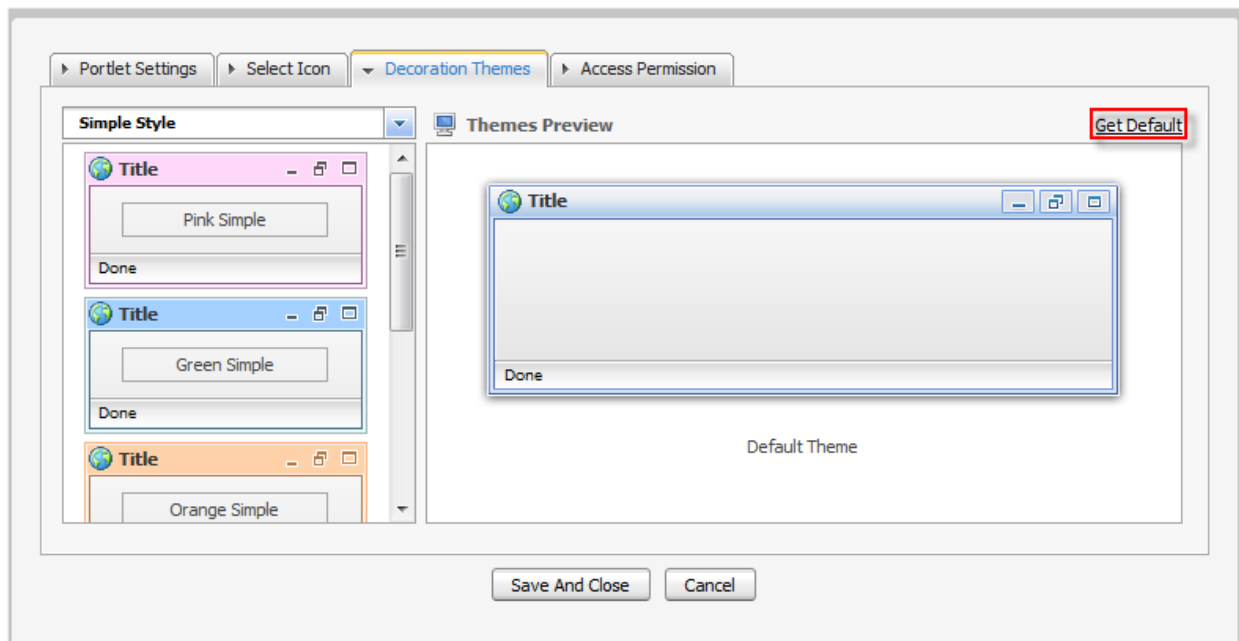 Portlet Settings Select Icon Decoration Themes Access Permission
Simple Style
Title
Pink Simple
Done
Title
Green Simple
Done
Title
Orange Simple
Themes Preview
Get Default
Title
Done
Default Theme
Save And Close Cancel